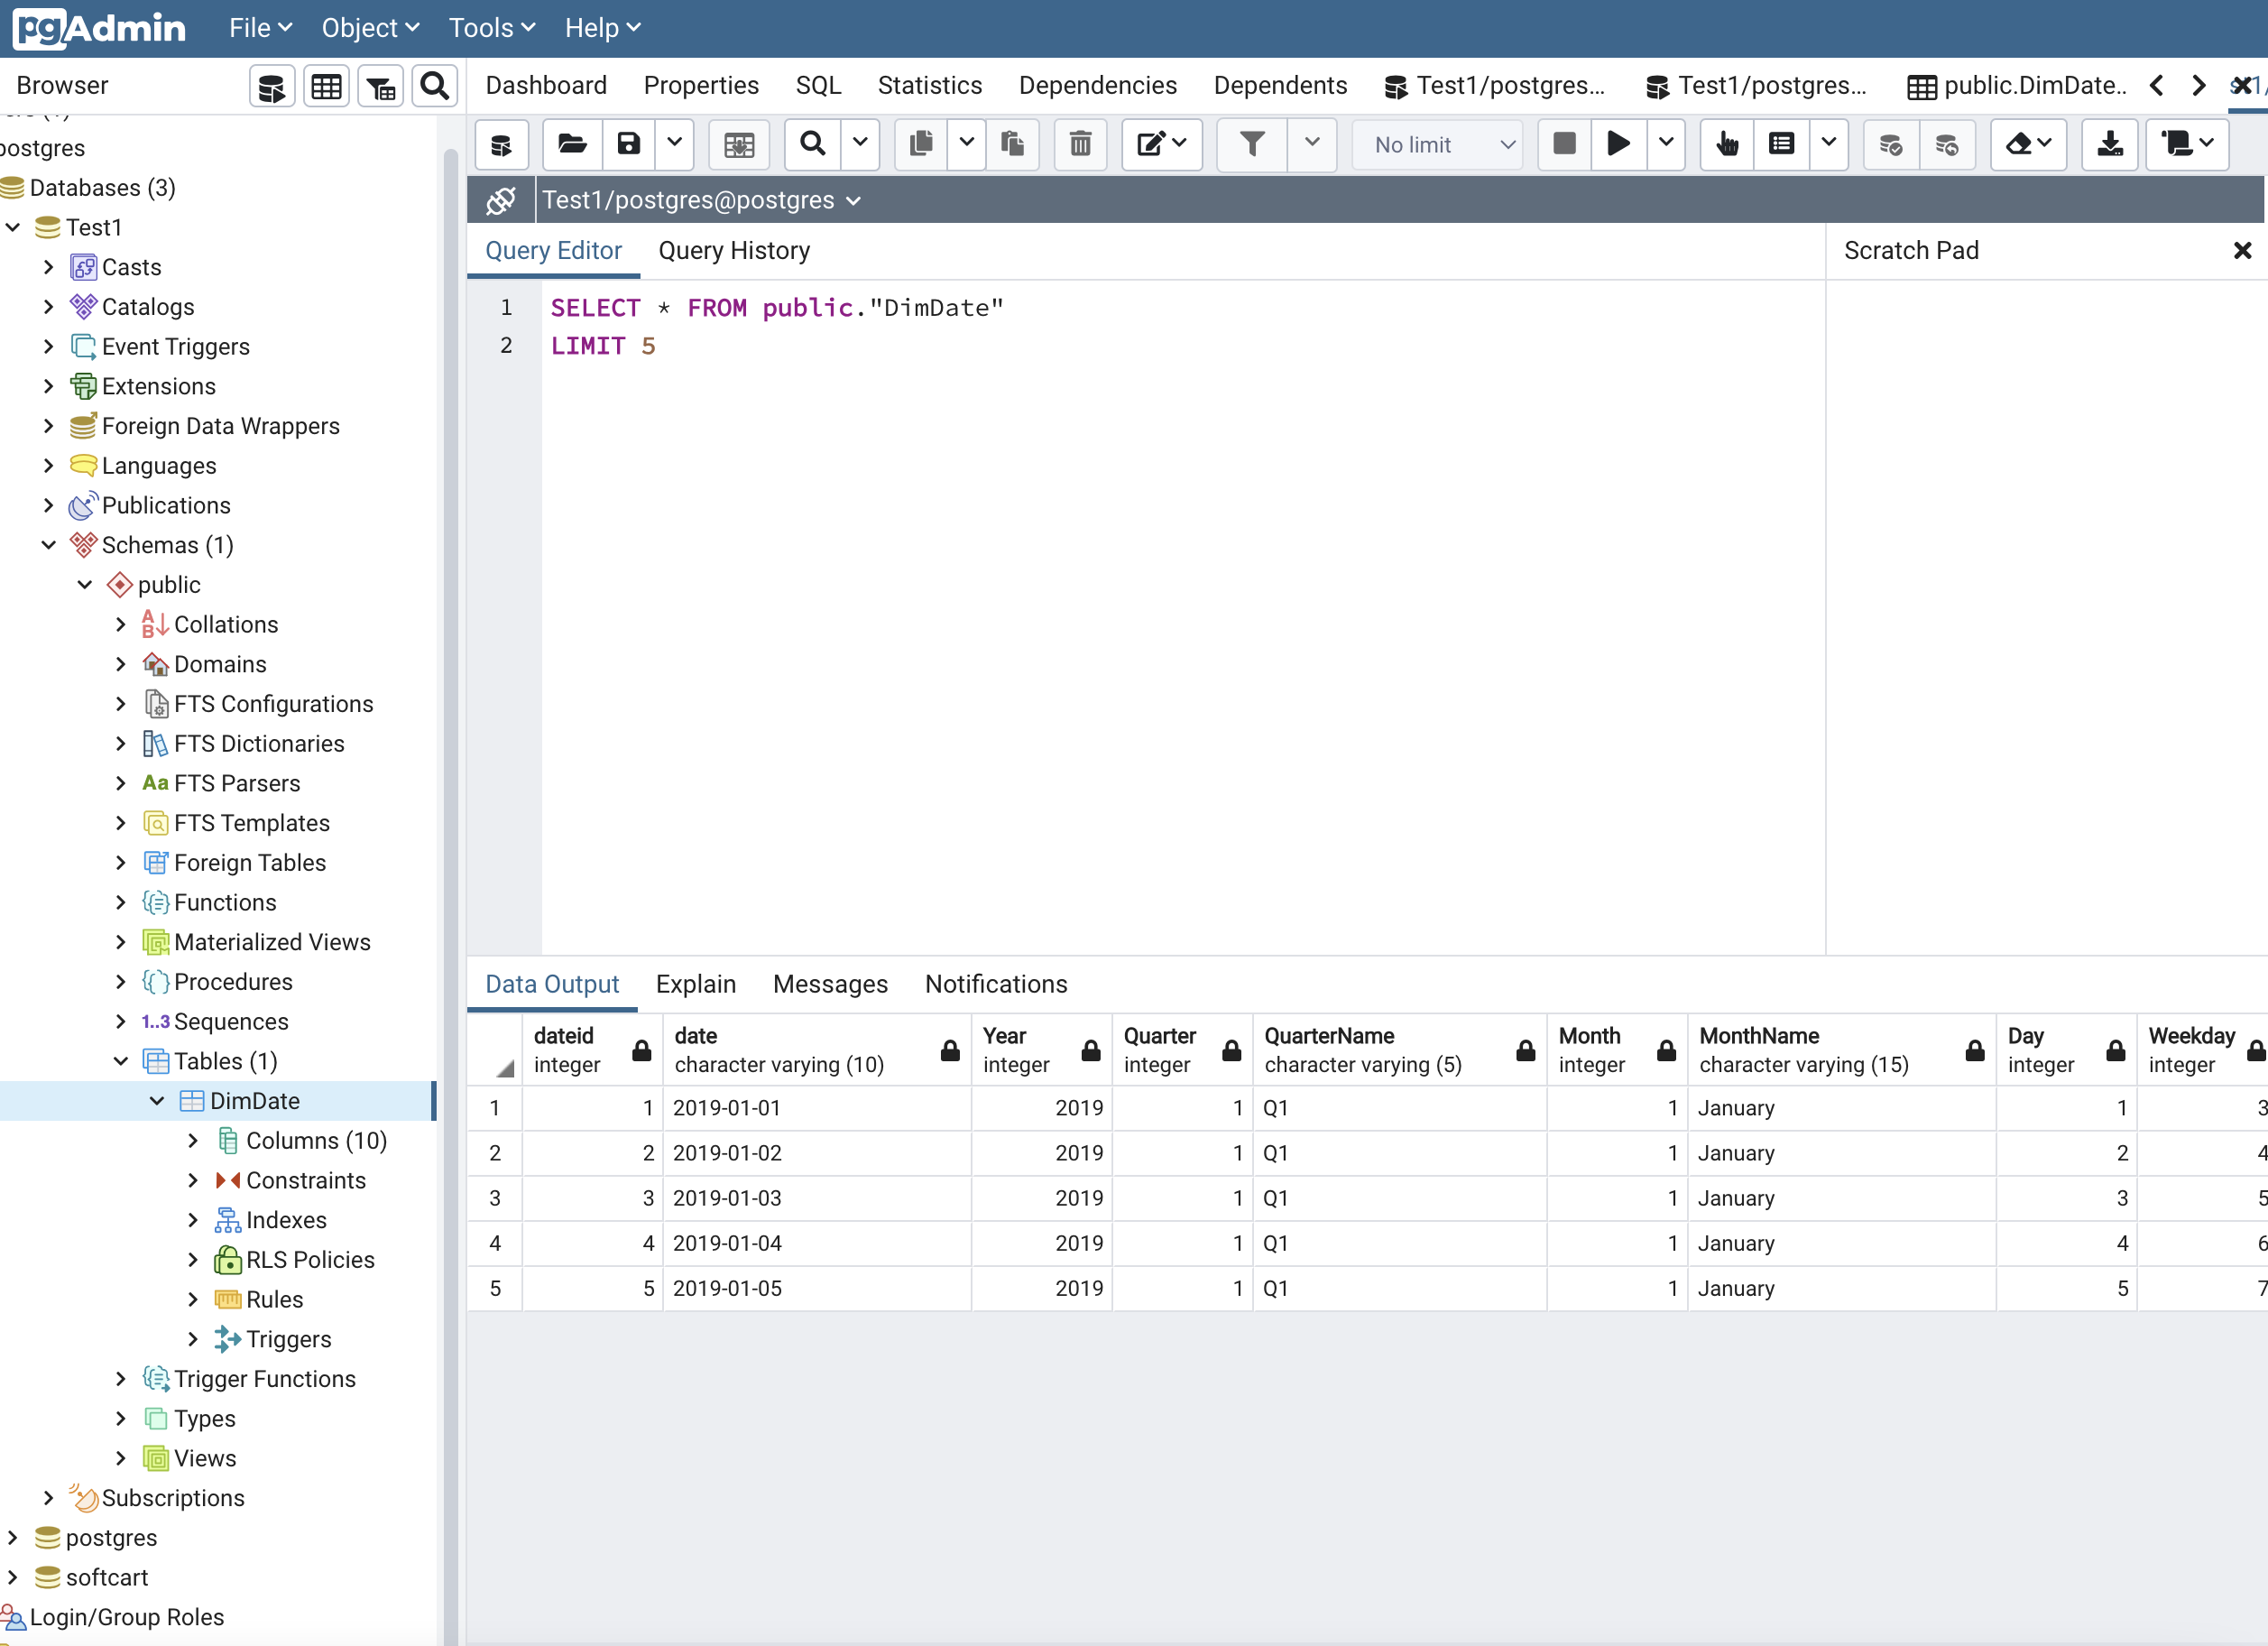 pgAdmin File Object Tools Help
Browser Dashboard Properties SQL Statistics Dependencies Dependents Test1/postgres... Test1/postgres... public.DimDate..
postgres
Databases (3)
Test1
Casts
Catalogs
Event Triggers
Extensions
Foreign Data Wrappers
Languages
Publications
Schemas (1)
public
Collations
Domains
FTS Configurations
FTS Dictionaries
Aa FTS Parsers
FTS Templates
Foreign Tables
Functions
Materialized Views
Procedures
1..3 Sequences
Tables (1)
DimDate
Columns (10)
Constraints
Indexes
RLS Policies
Rules
Triggers
Trigger Functions
Types
Views
Subscriptions
postgres
softcart
Login/Group Roles
No limit
Test1/postgres@postgres
Query Editor Query History Scratch Pad
1 SELECT * FROM public."DimDate"
2 LIMIT 5
Data Output Explain Messages Notifications
dateid date Year Quarter QuarterName Month MonthName Day Weekday
integer character varying (10) integer integer character varying (5) integer character varying (15) integer integer
1 1 2019-01-01 2019 1 Q1 1 January 1 3
2 2 2019-01-02 2019 1 Q1 1 January 2 4
3 3 2019-01-03 2019 1 Q1 1 January 3 5
4 4 2019-01-04 2019 1 Q1 1 January 4 6
5 5 2019-01-05 2019 1 Q1 1 January 5 7